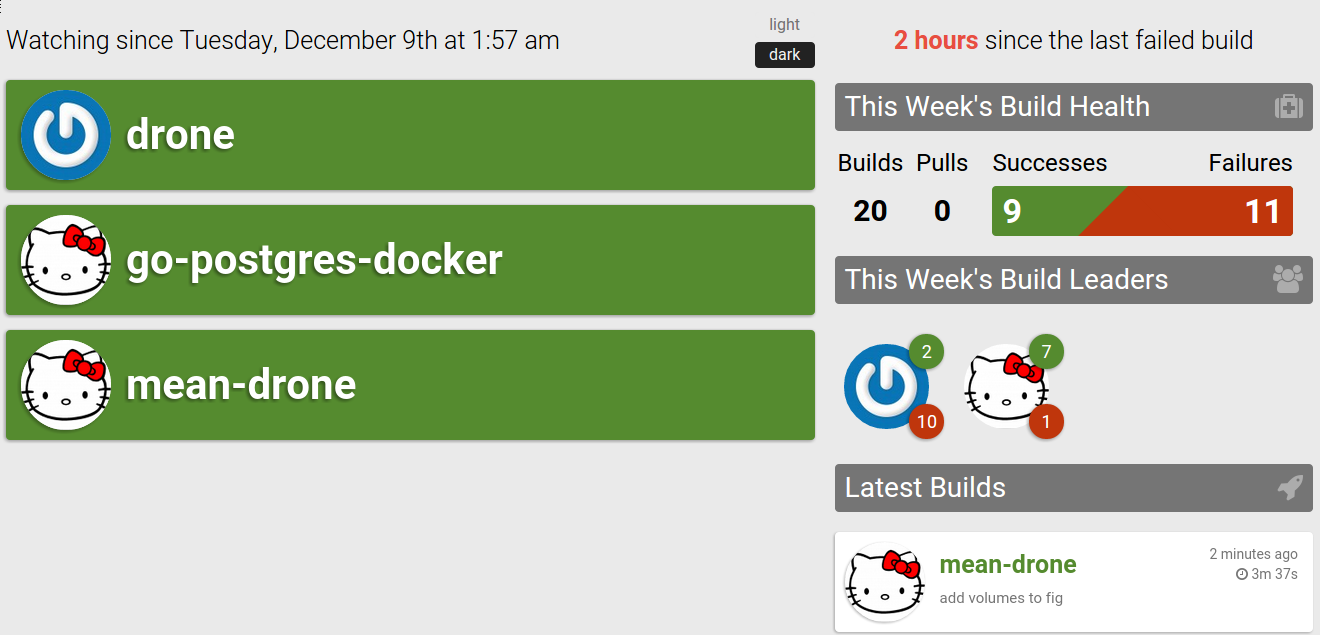 Watching since Tuesday, December 9th at 1:57 am
light
dark
drone
go-postgres-docker
mean-drone
2 hours since the last failed build
This Week's Build Health
Builds Pulls Successes Failures
20 0 9 11
This Week's Build Leaders
2
10
7
1
Latest Builds
mean-drone
2 minutes ago
3m 37s
add volumes to fig